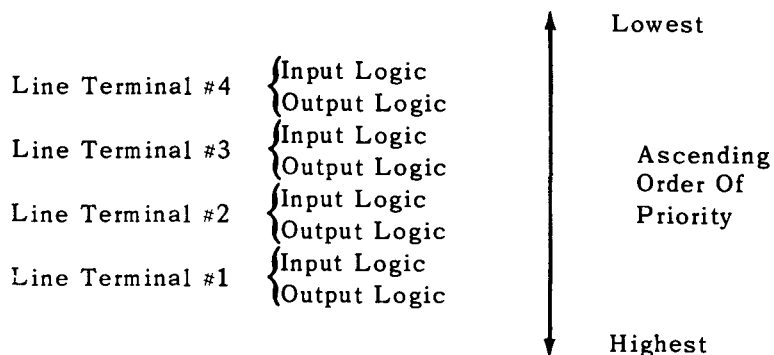 Lowest
Line Terminal #4 {Input Logic
Output Logic
Line Terminal #3 {Input Logic
Output Logic
Line Terminal #2 {Input Logic
Output Logic
Line Terminal #1 {Input Logic
Output Logic
Ascending
Order Of
Priority
Highest